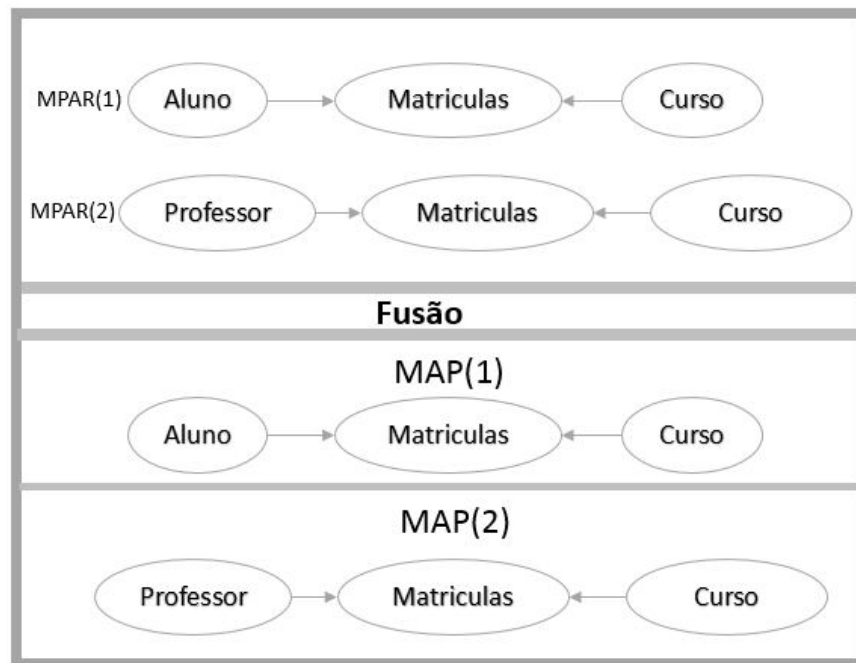 MPAR(1) Aluno Matriculas Curso
MPAR(2) Professor Matriculas Curso
Fusão
MAP(1)
Aluno Matriculas Curso
MAP(2)
Professor Matriculas Curso